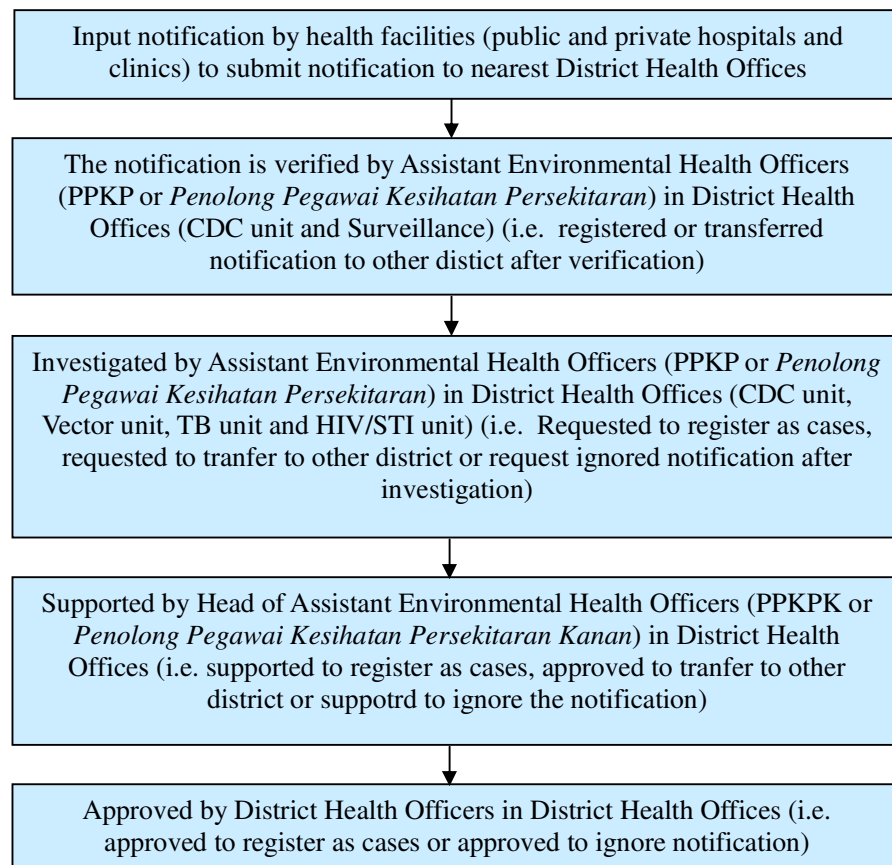 Input notification by health facilities (public and private hospitals and
clinics) to submit notification to nearest District Health Offices
The notification is verified by Assistant Environmental Health Officers
(PPKP or Penolong Pegawai Kesihatan Persekitaran) in District Health
Offices (CDC unit and Surveillance) (i.e. registered or transferred
notification to other distict after verification)
Investigated by Assistant Environmental Health Officers (PPKP or Penolong
Pegawai Kesihatan Persekitaran) in District Health Offices (CDC unit,
Vector unit, TB unit and HIV/STI unit) (i.e. Requested to register as cases,
requested to tranfer to other district or request ignored notification after
investigation)
Supported by Head of Assistant Environmental Health Officers (PPKPK or
Penolong Pegawai Kesihatan Persekitaran Kanan) in District Health
Offices (i.e. supported to register as cases, approved to tranfer to other
district or suppotrd to ignore the notification)
Approved by District Health Officers in District Health Offices (i.e.
approved to register as cases or approved to ignore notification)